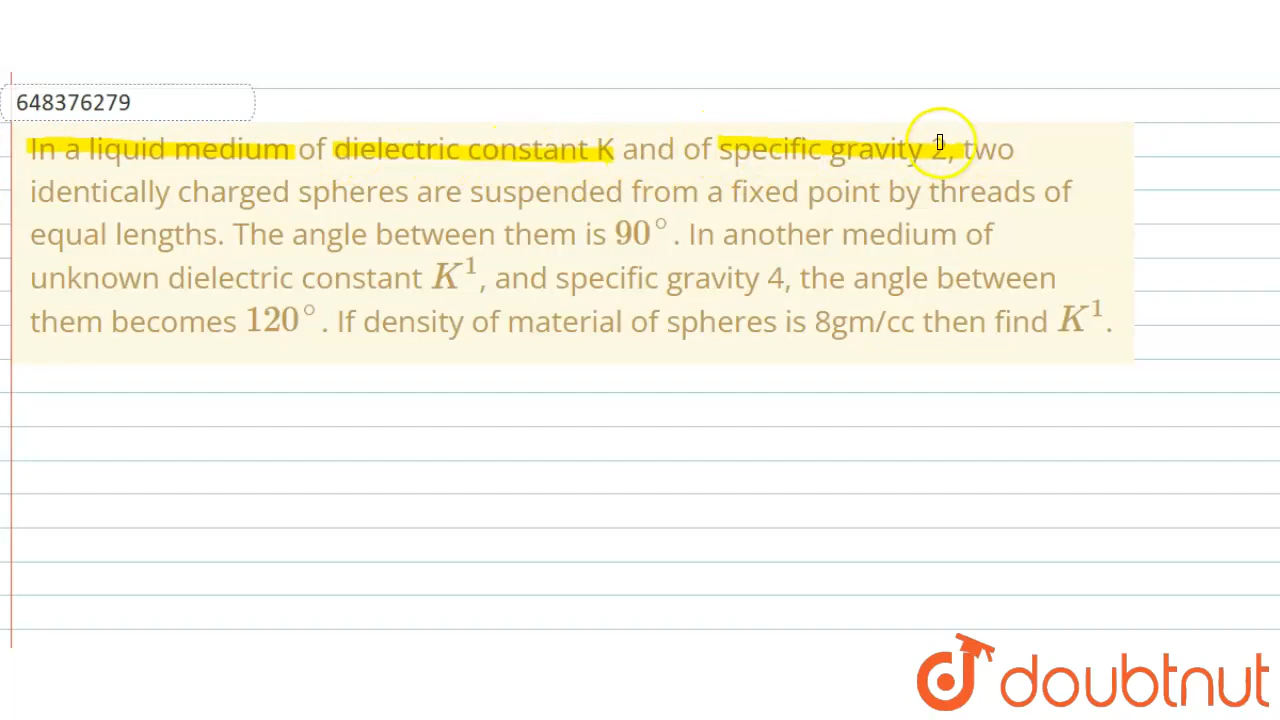 648376279
In a liquid medium of dielectric constant K and of specific gravity 2, two
identically charged spheres are suspended from a fixed point by threads of
equal lengths. The angle between them is 90°. In another medium of
unknown dielectric constant K¹, and specific gravity 4, the angle between
them becomes 120°. If density of material of spheres is 8gm/cc then find K¹.
doubtnut